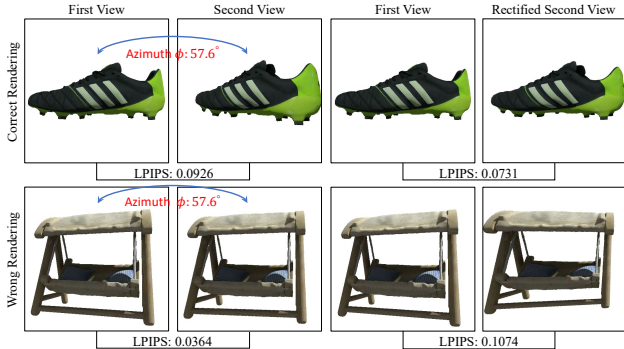 First View
Second View
First View
Rectified Second View
Correct Rendering
Azimuth ϕ: 57.6°
LPIPS: 0.0926
LPIPS: 0.0731
Wrong Rendering
Azimuth ϕ: 57.6°
LPIPS: 0.0364
LPIPS: 0.1074